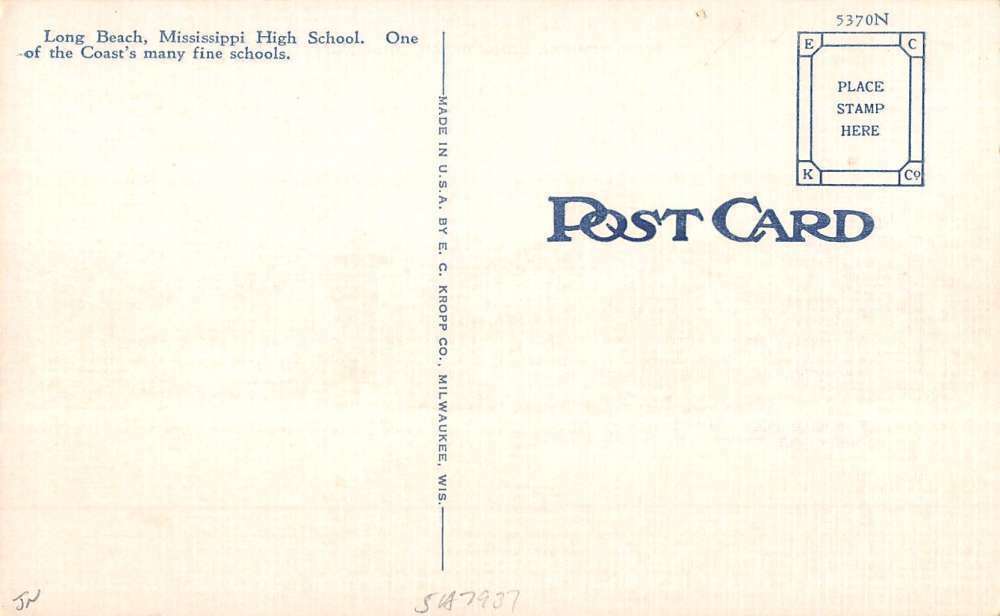 5370N
Long Beach, Mississippi High School. One
of the Coast's many fine schools.
E C
PLACE
STAMP
HERE
K Co
POST CARD
MADE IN U.S.A. BY E. C. KROPP CO., MILWAUKEE, WIS.